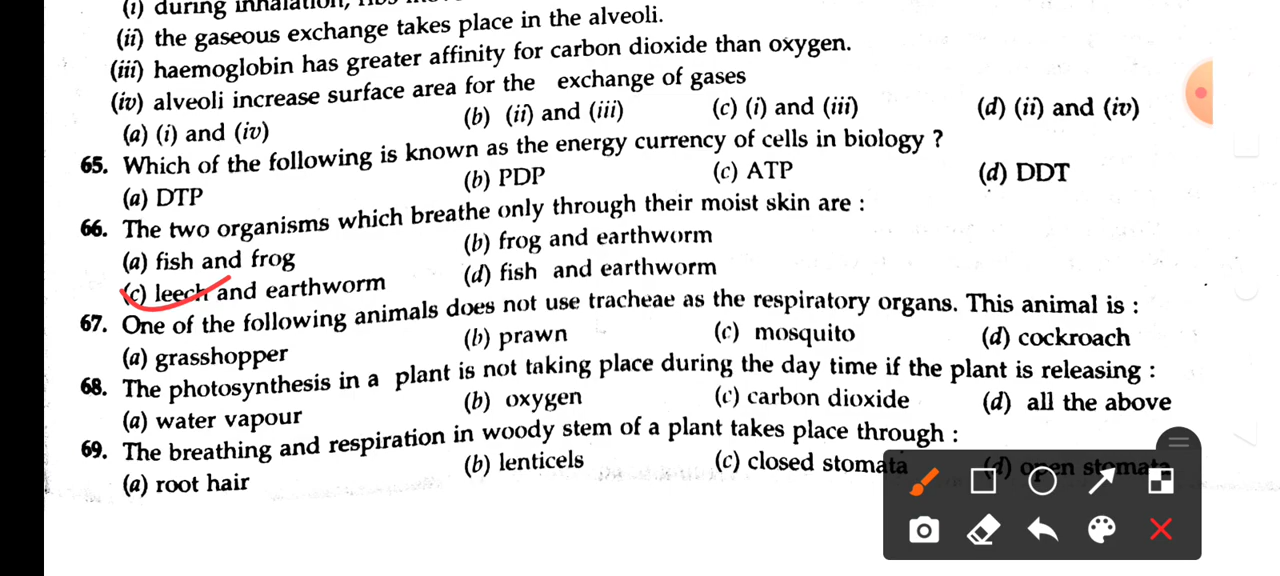 (i) during inhalation, ribs
(ii) the gaseous exchange takes place in the alveoli.
(iii) haemoglobin has greater affinity for carbon dioxide than oxygen.
(iv) alveoli increase surface area for the exchange of gases
(a) (i) and (iv) (b) (ii) and (iii) (c) (i) and (iii) (d) (ii) and (iv)
65. Which of the following is known as the energy currency of cells in biology ?
(a) DTP (b) PDP (c) ATP (d) DDT
66. The two organisms which breathe only through their moist skin are :
(a) fish and frog (b) frog and earthworm
(c) leech and earthworm (d) fish and earthworm
67. One of the following animals does not use tracheae as the respiratory organs. This animal is :
(a) grasshopper (b) prawn (c) mosquito (d) cockroach
68. The photosynthesis in a plant is not taking place during the day time if the plant is releasing :
(a) water vapour (b) oxygen (c) carbon dioxide (d) all the above
69. The breathing and respiration in woody stem of a plant takes place through :
(a) root hair (b) lenticels (c) closed stomata (d) open stomata